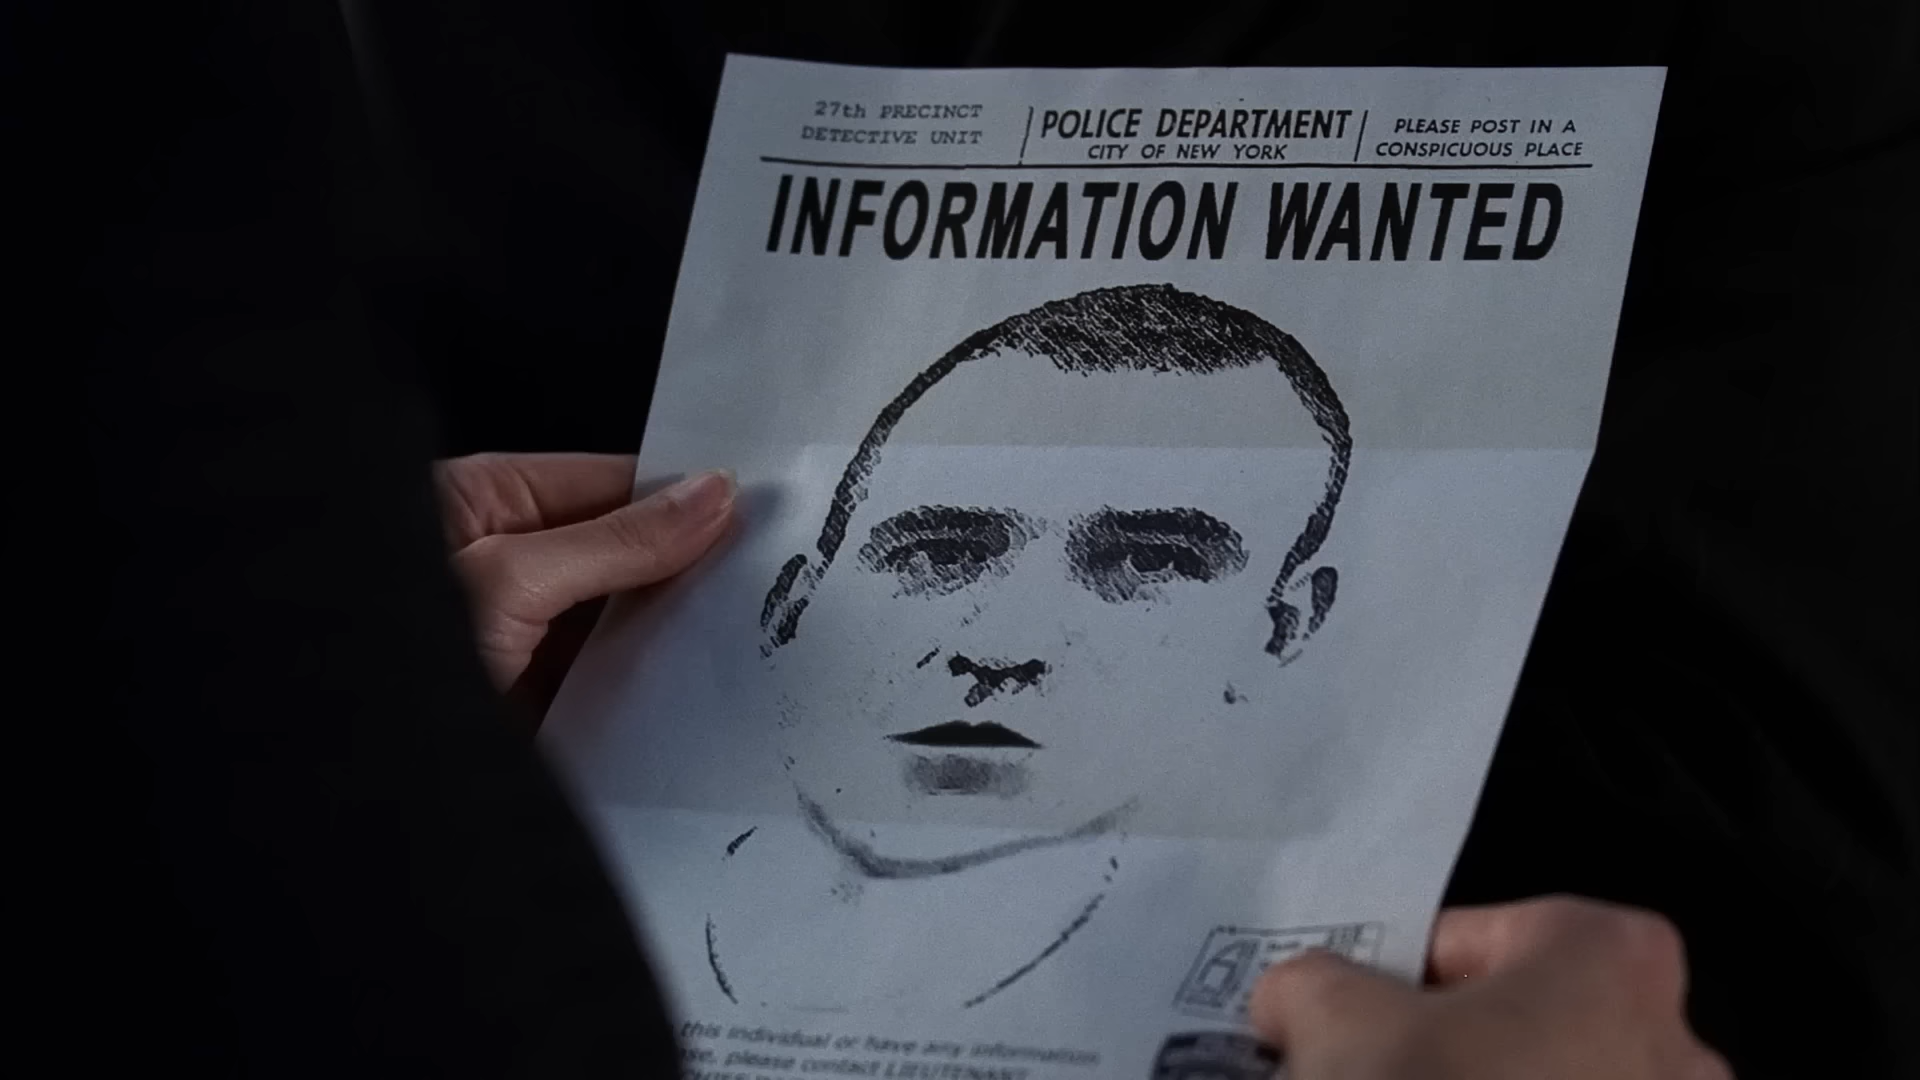 27th PRECINCT
DETECTIVE UNIT
POLICE DEPARTMENT
CITY OF NEW YORK
PLEASE POST IN A
CONSPICUOUS PLACE
INFORMATION WANTED
this individual or have any information
please contact LIEUTENANT